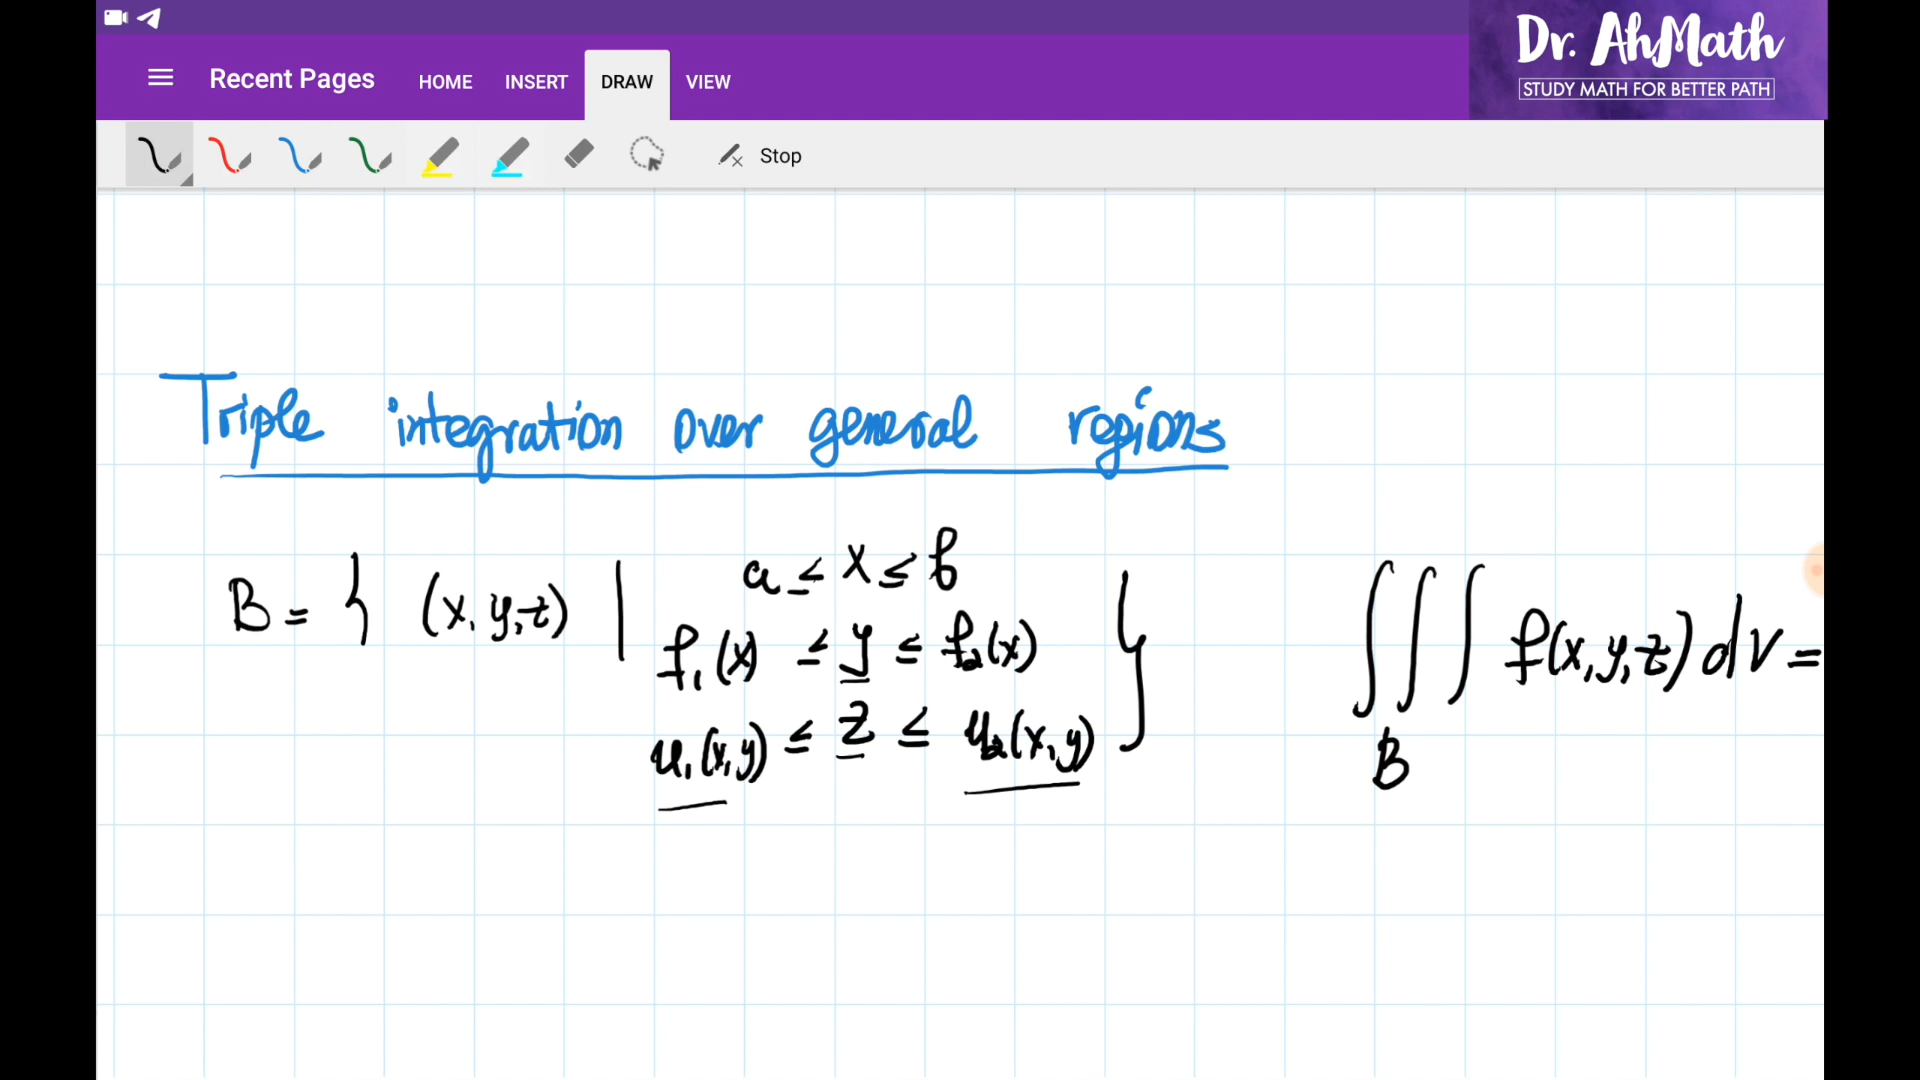 Dr. AhMath
STUDY MATH FOR BETTER PATH
Recent Pages HOME INSERT DRAW VIEW
Stop
Triple integration over general regions
B = { (x, y, z) | a ≤ x ≤ b
f₁(x) ≤ y ≤ f₂(x)
u₁(x, y) ≤ z ≤ u₂(x, y) }
∫∫∫ f(x, y, z) dV =
B